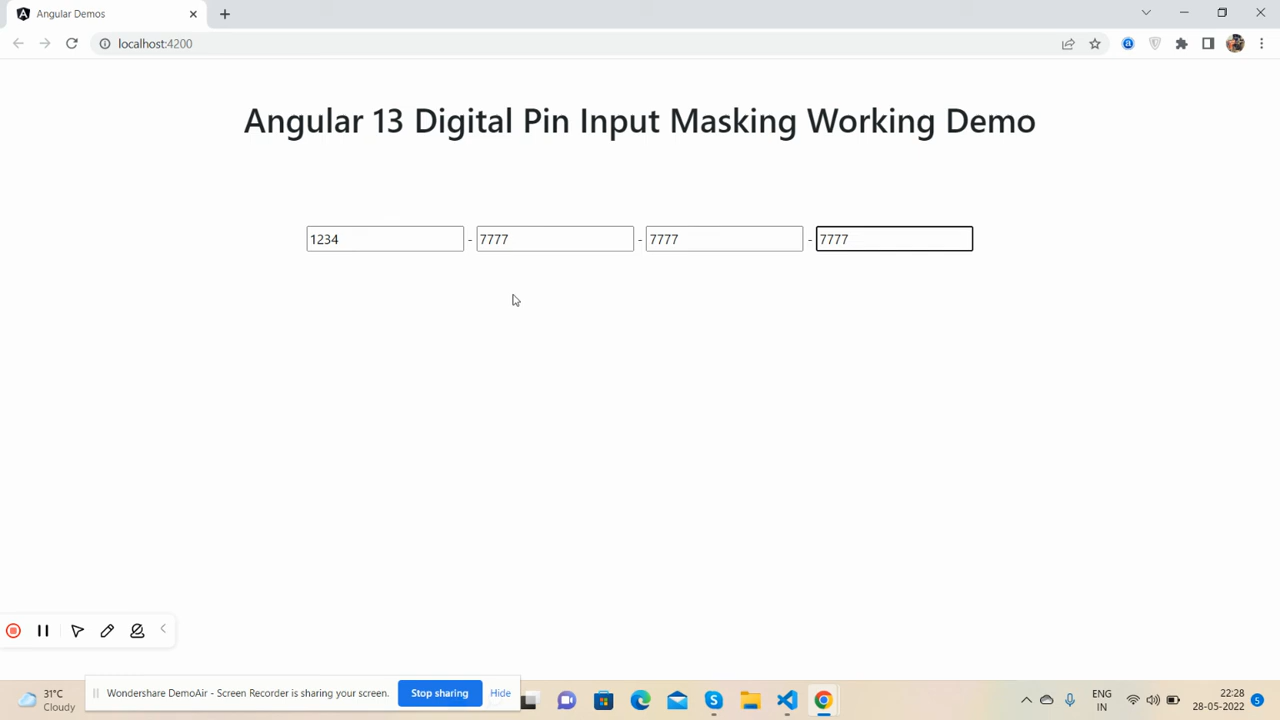 Angular Demos
localhost:4200
Angular 13 Digital Pin Input Masking Working Demo
1234 - 7777 - 7777 - 7777
31°C
Cloudy
Wondershare DemoAir - Screen Recorder is sharing your screen. Stop sharing Hide
ENG
IN
22:28
28-05-2022
5